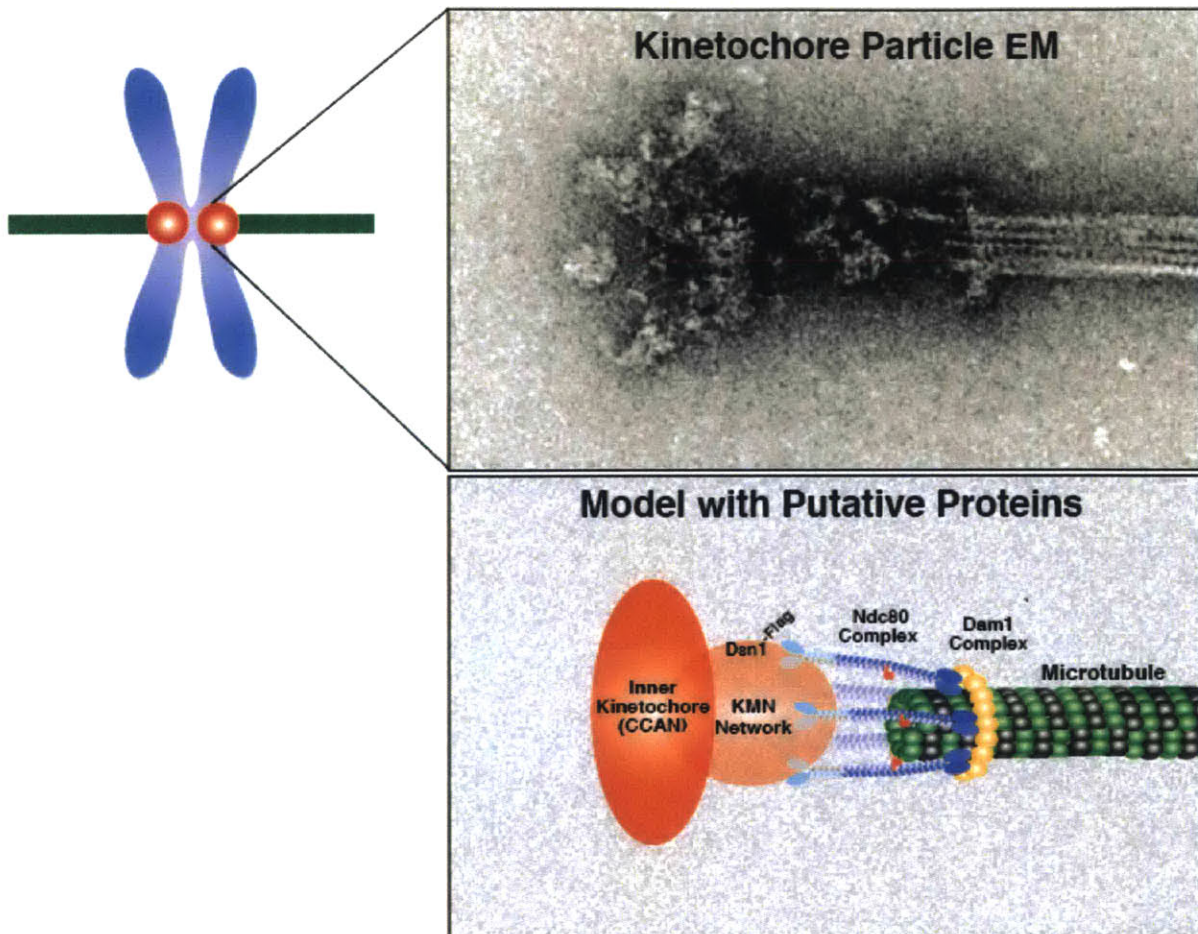 Kinetochore Particle EM
Model with Putative Proteins
Dsn1-Flag
Ndc80
Complex
Dam1
Complex
Microtubule
Inner
Kinetochore
(CCAN)
KMN
Network